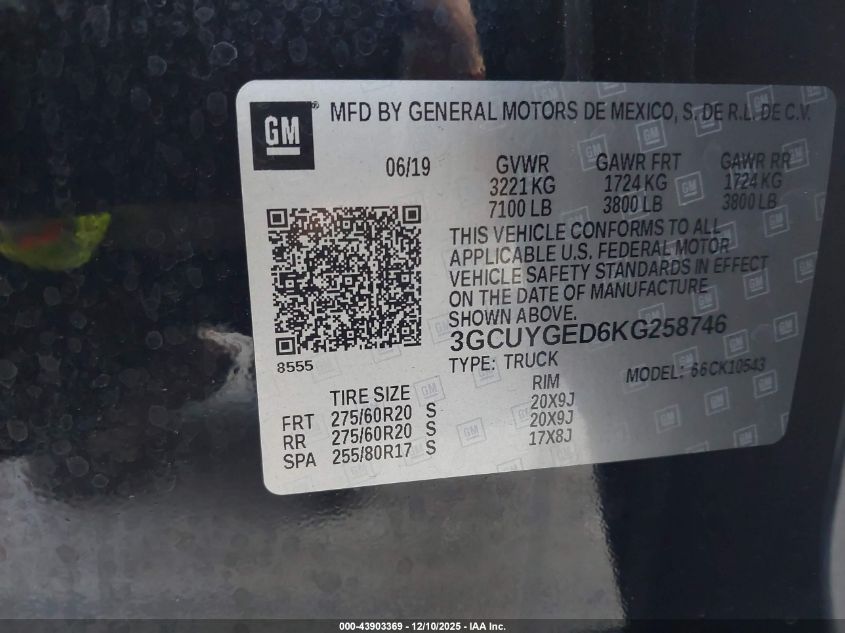 GM ® MFD BY GENERAL MOTORS DE MEXICO, S. DE R.L. DE C.V.
06/19 GVWR GAWR FRT GAWR RR
3221 KG 1724 KG 1724 KG
7100 LB 3800 LB 3800 LB
THIS VEHICLE CONFORMS TO ALL
APPLICABLE U.S. FEDERAL MOTOR
VEHICLE SAFETY STANDARDS IN EFFECT
ON THE DATE OF MANUFACTURE
SHOWN ABOVE.
3GCUYGED6KG258746
8555 TYPE: TRUCK MODEL: 66CK10543
TIRE SIZE RIM
FRT 275/60R20 S 20X9J
RR 275/60R20 S 20X9J
SPA 255/80R17 S 17X8J
000-43903369 - 12/10/2025 - IAA Inc.